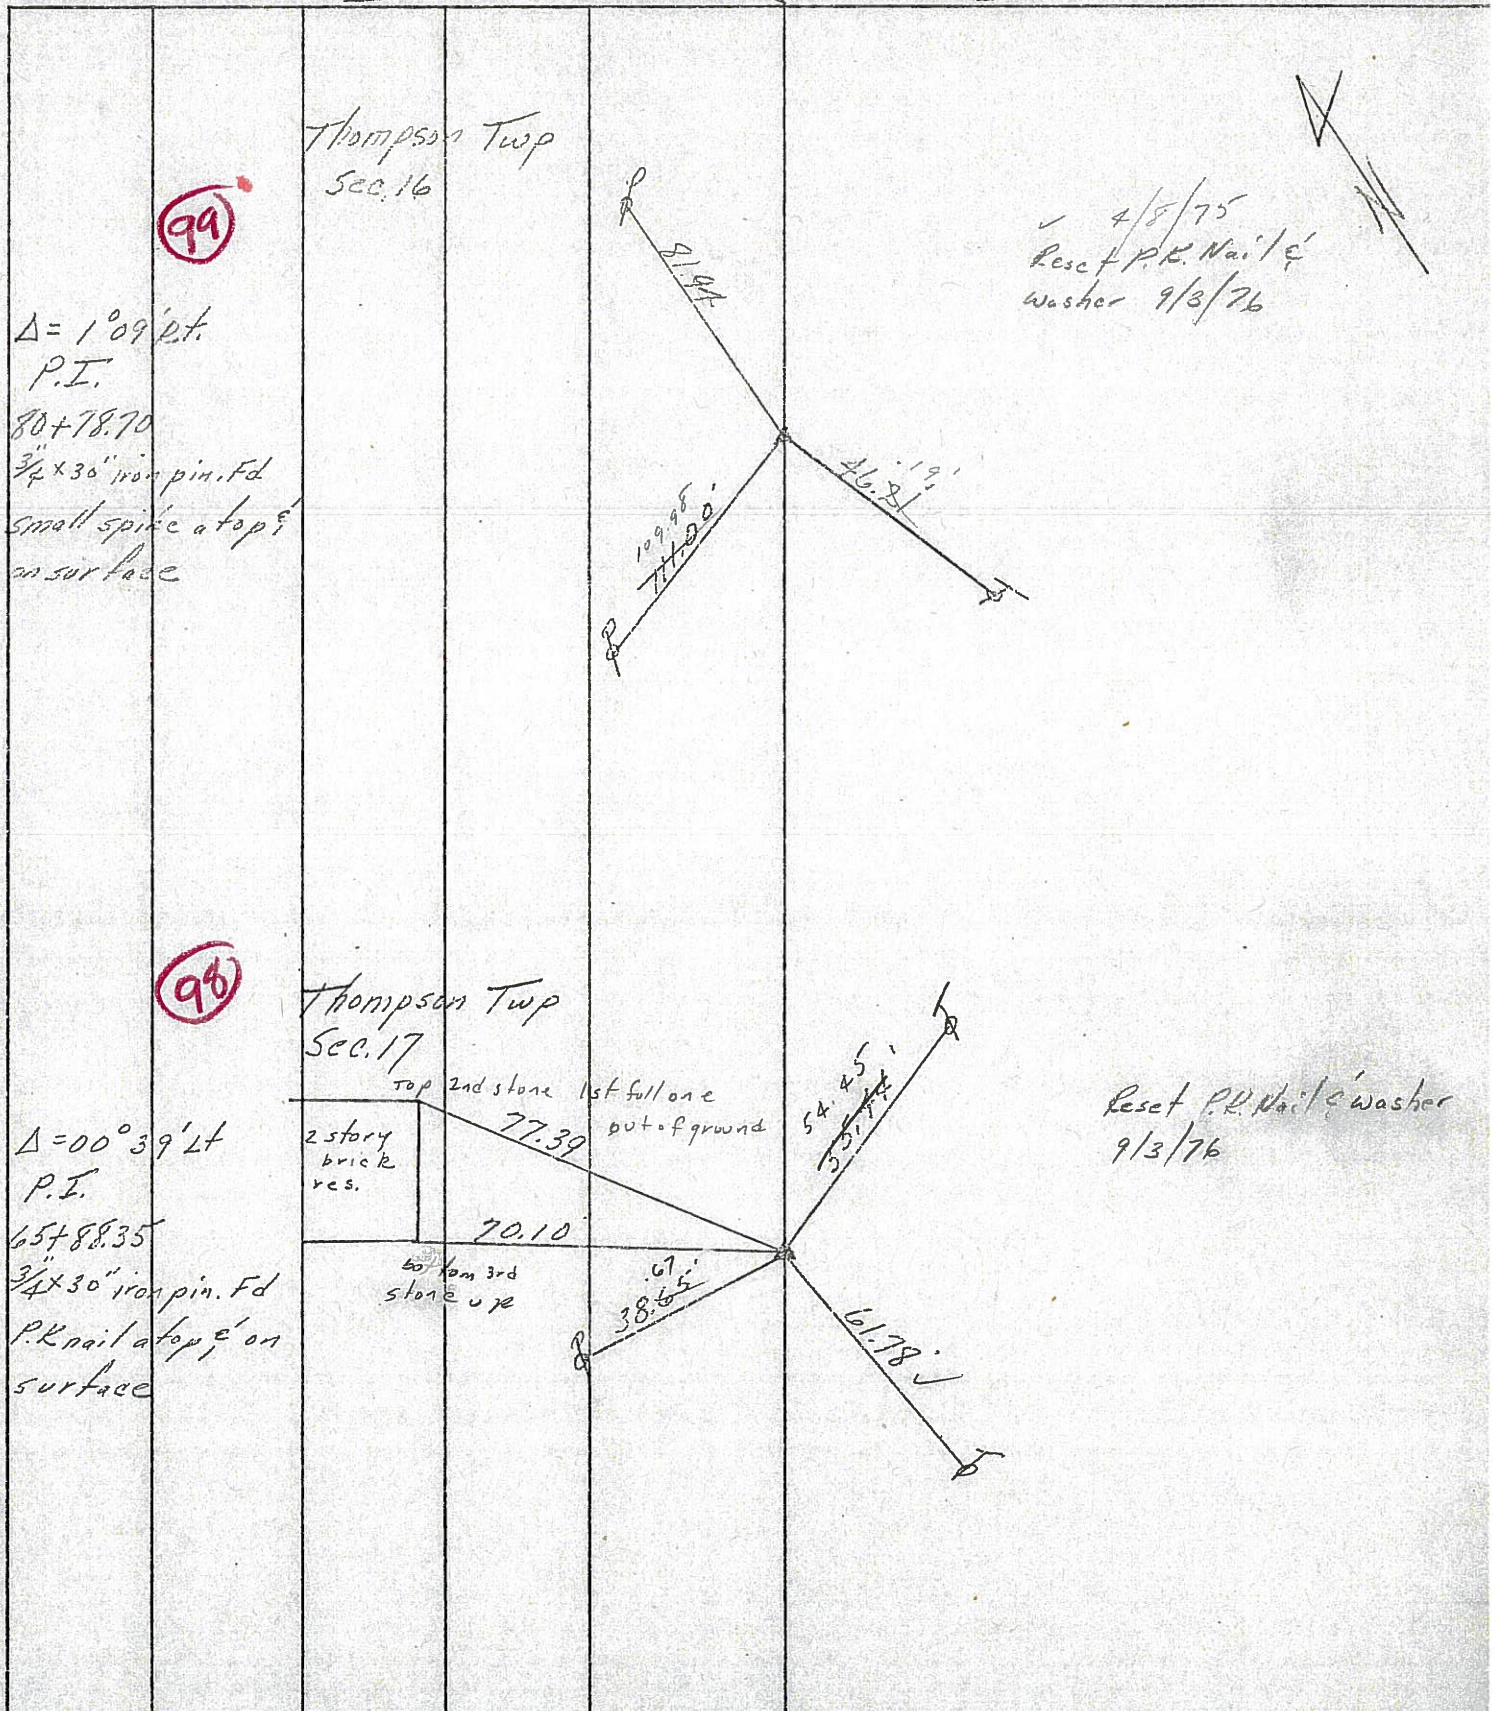 Thompson Twp
Sec. 16
99
Δ= 1°09' Rt.
P.I.
80+78.70
3/4" x 30" iron pin. Fd
small spike atop &
on surface
81.94
109.98
111.00'
46.21'
✓ 4/8/75
Reset P.K. Nail &
washer 9/3/76
N
98
Thompson Twp
Sec. 17
Top 2nd stone 1st full one
out of ground
77.39
2 story
brick
res.
70.10
bottom 3rd
stone up
.67
38.65'
54.45'
61.78' ✓
Δ=00°39' Lt
P.I.
65+88.35
3/4" x 30" iron pin. Fd
P.K nail atop & on
surface
Reset P.K. Nail & washer
9/3/76